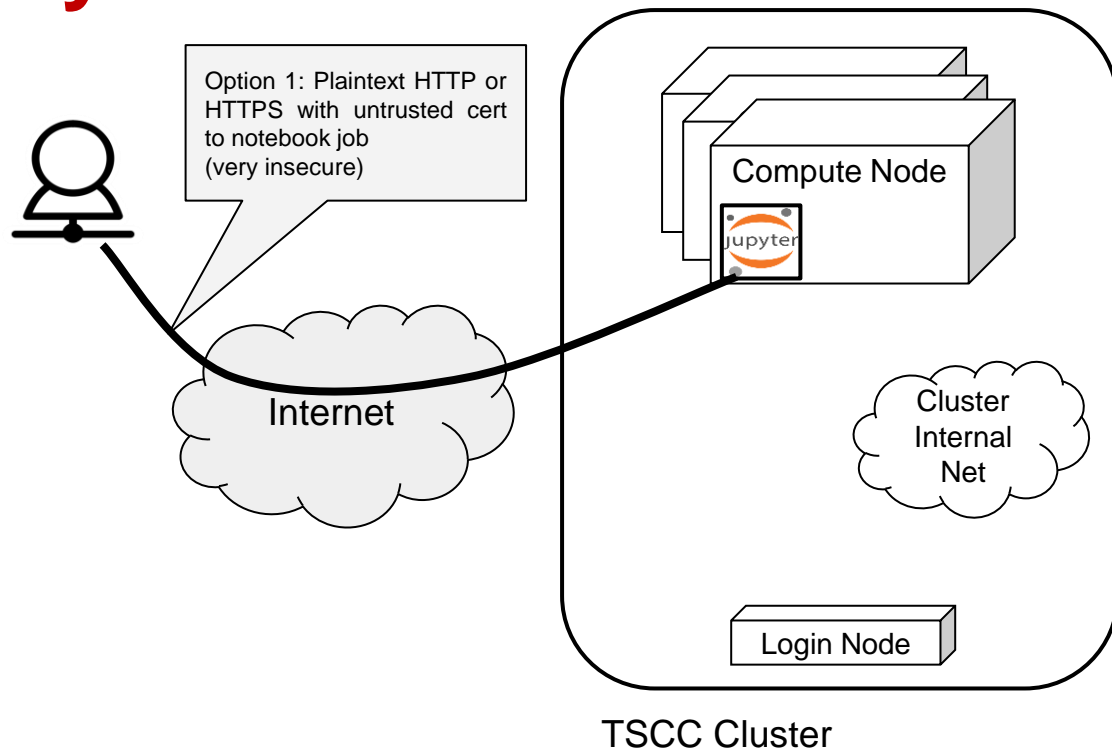 y
Option 1: Plaintext HTTP or
HTTPS with untrusted cert
to notebook job
(very insecure)
Compute Node
jupyter
Internet
Cluster
Internal
Net
Login Node
TSCC Cluster